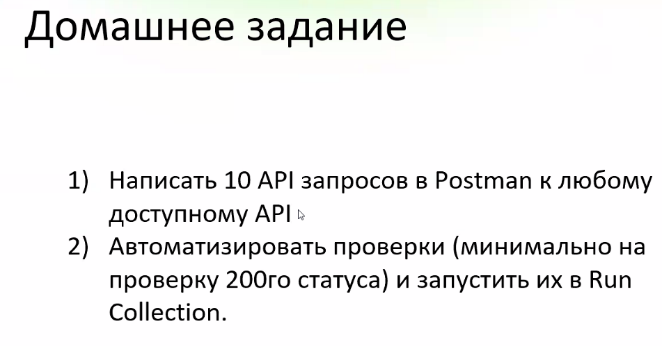 Домашнее задание
1) Написать 10 API запросов в Postman к любому
доступному API
2) Автоматизировать проверки (минимально на
проверку 200го статуса) и запустить их в Run
Collection.